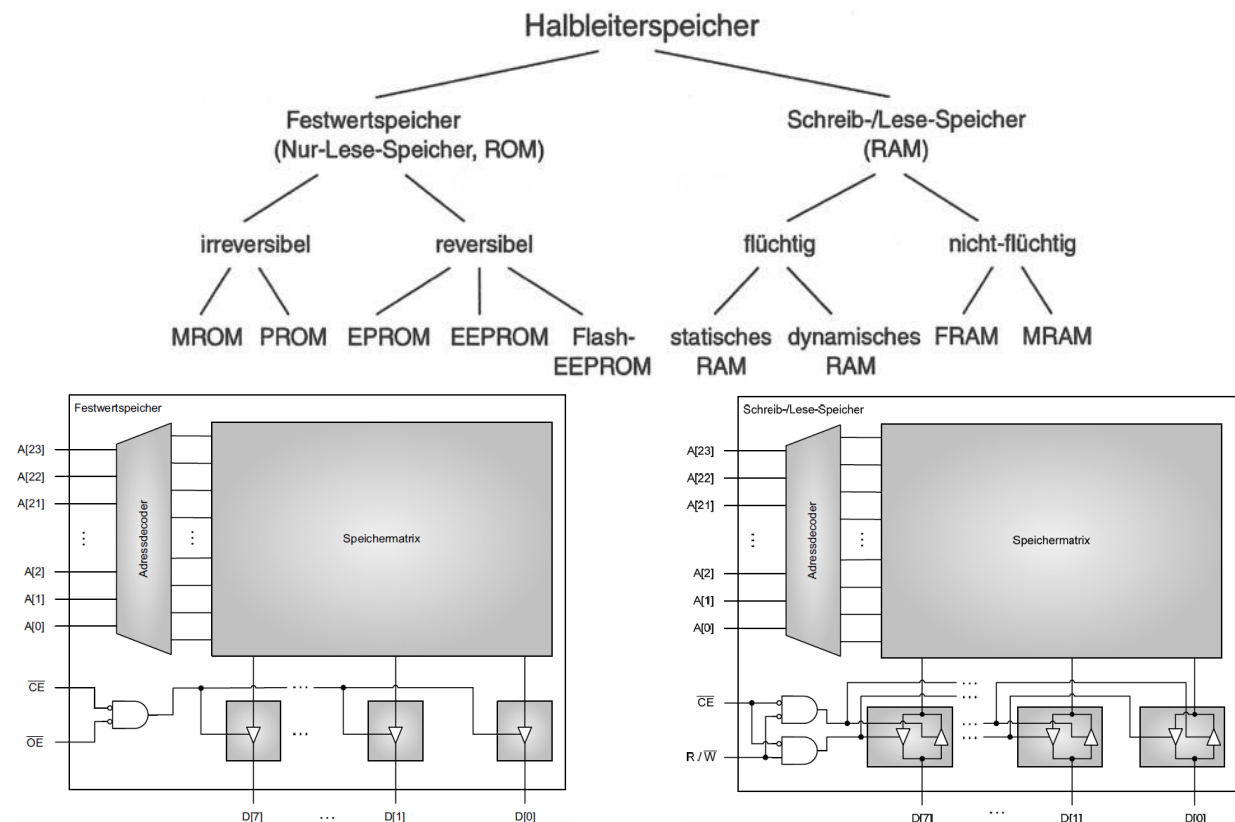 Halbleiterspeicher
Festwertspeicher
(Nur-Lese-Speicher, ROM)
Schreib-/Lese-Speicher
(RAM)
irreversibel
reversibel
flüchtig
nicht-flüchtig
MROM
PROM
EPROM
EEPROM
Flash-
EEPROM
statisches
RAM
dynamisches
RAM
FRAM
MRAM
Festwertspeicher
A[23]
A[22]
A[21]
⋮
A[2]
A[1]
A[0]
Adressdecoder
⋮
Speichermatrix
CE
OE
...
...
D[7]
...
D[1]
D[0]
Schreib-/Lese-Speicher
A[23]
A[22]
A[21]
⋮
A[2]
A[1]
A[0]
Adressdecoder
⋮
Speichermatrix
CE
R / W
...
...
...
...
D[7]
...
D[1]
D[0]